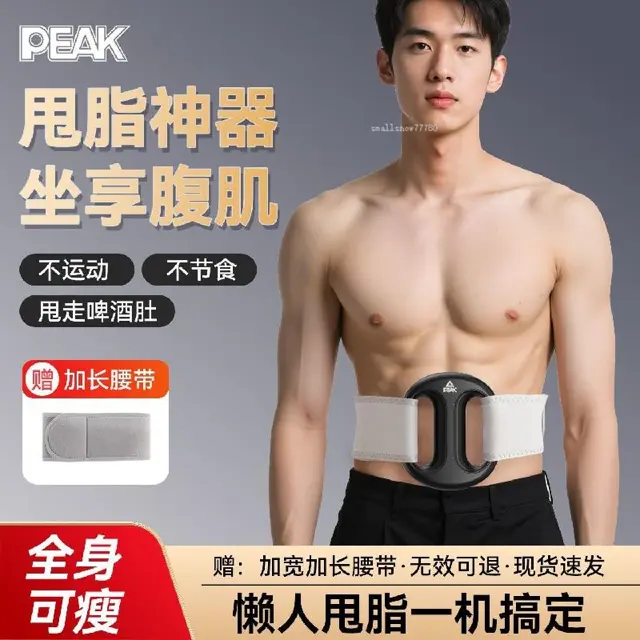 PEAK
smallsnow77760
甩脂神器
坐享腹肌
不运动
不节食
甩走啤酒肚
赠 加长腰带
PEAK
全身
可瘦
赠：加宽加长腰带·无效可退·现货速发
懒人甩脂一机搞定